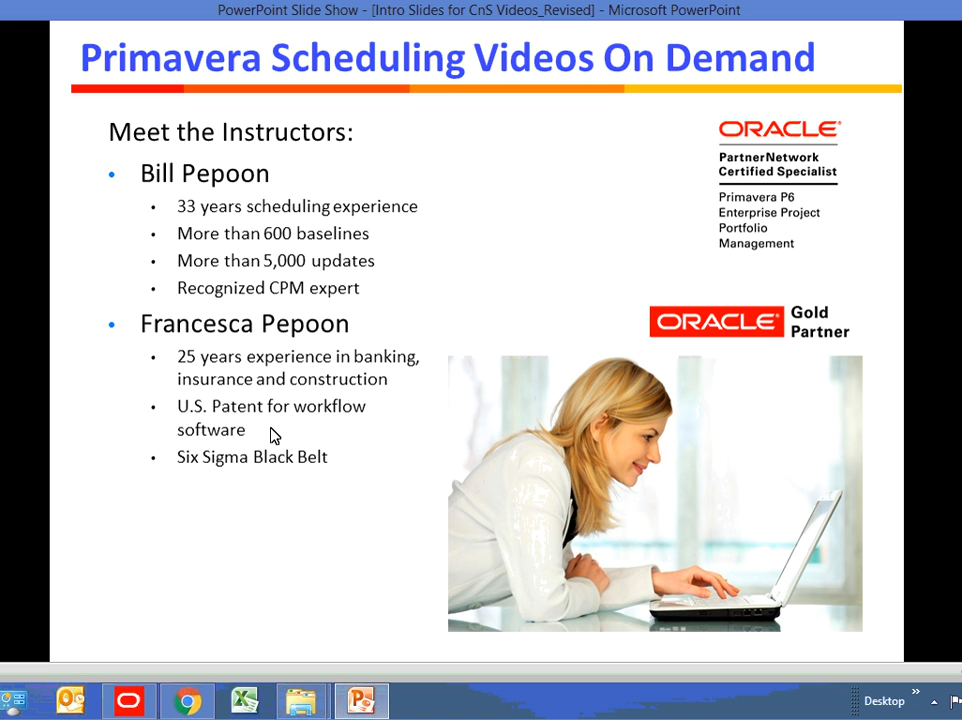 PowerPoint Slide Show - [Intro Slides for CnS Videos_Revised] - Microsoft PowerPoint
Primavera Scheduling Videos On Demand
Meet the Instructors:
• Bill Pepoon
• 33 years scheduling experience
• More than 600 baselines
• More than 5,000 updates
• Recognized CPM expert
• Francesca Pepoon
• 25 years experience in banking,
insurance and construction
• U.S. Patent for workflow
software
• Six Sigma Black Belt
ORACLE®
PartnerNetwork
Certified Specialist
Primavera P6
Enterprise Project
Portfolio
Management
ORACLE® Gold
Partner
Desktop